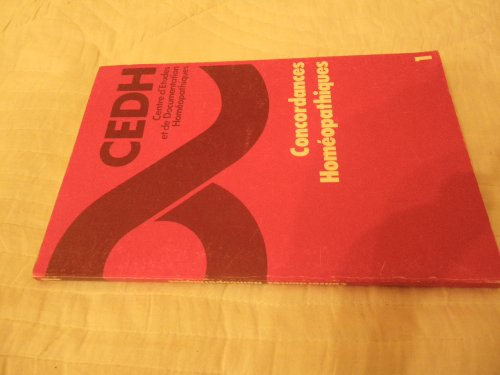 CEDH
Centre d'Etudes
et de Documentation
Homéopathiques
Concordances
Homéopathiques
1